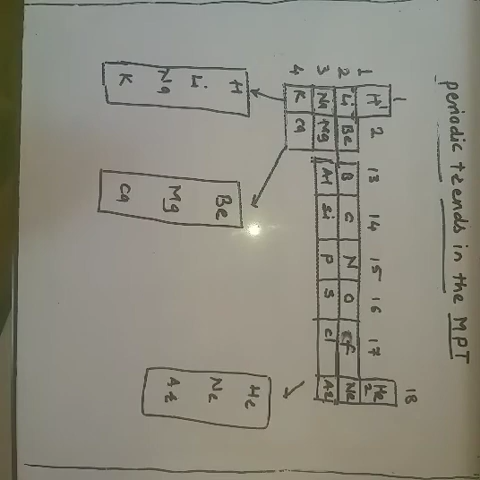 periodic trends in the MPT
1 18
2 13 14 15 16 17
1 H He 2
2 Li Be B C N O F Ne
3 Na Mg Al Si P S Cl Ar
4 K Ca
H
Li
Na
K
Be
Mg
Ca
He
Ne
Ar